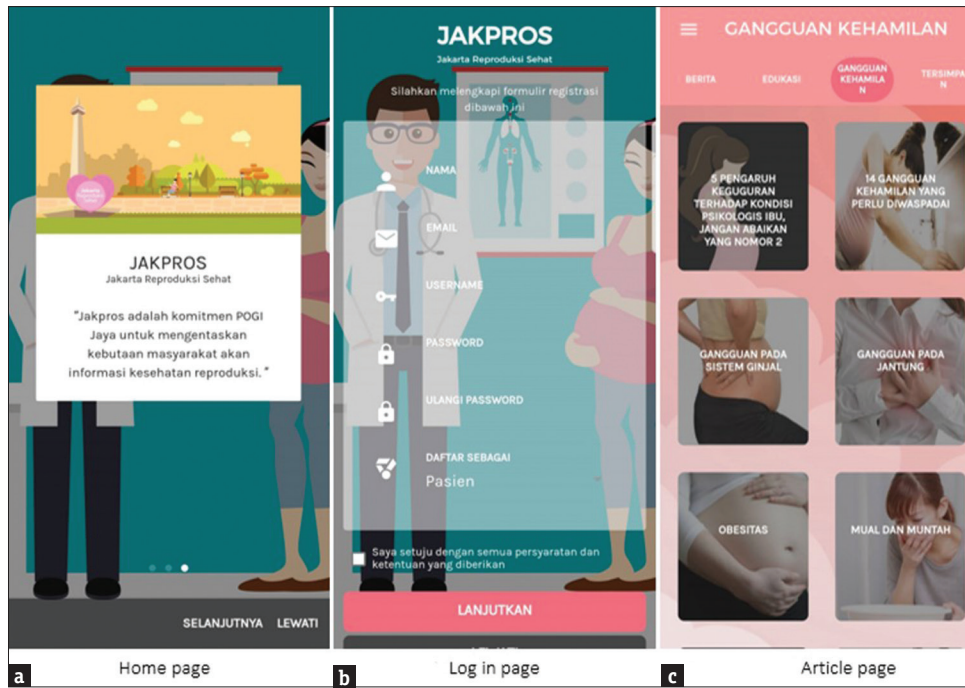 JAKPROS
Jakarta Reproduksi Sehat
"Jakpros adalah komitmen POGI
Jaya untuk mengentaskan
kebutaan masyarakat akan
informasi kesehatan reproduksi. "
SELANJUTNYA LEWATI
a Home page
JAKPROS
Jakarta Reproduksi Sehat
Silahkan melengkapi formulir registrasi
dibawah ini
NAMA
EMAIL
USERNAME
PASSWORD
ULANGI PASSWORD
DAFTAR SEBAGAI
Pasien
Saya setuju dengan semua persyaratan dan
ketentuan yang diberikan
LANJUTKAN
b Log in page
GANGGUAN KEHAMILAN
BERITA
EDUKASI
GANGGUAN
KEHAMILA
N
TERSIMPA
N
5 PENGARUH
KEGUGURAN
TERHADAP KONDISI
PSIKOLOGIS IBU,
JANGAN ABAIKAN
YANG NOMOR 2
14 GANGGUAN
KEHAMILAN YANG
PERLU DIWASPADAI
GANGGUAN PADA
SISTEM GINJAL
GANGGUAN PADA
JANTUNG
OBESITAS
MUAL DAN MUNTAH
c Article page